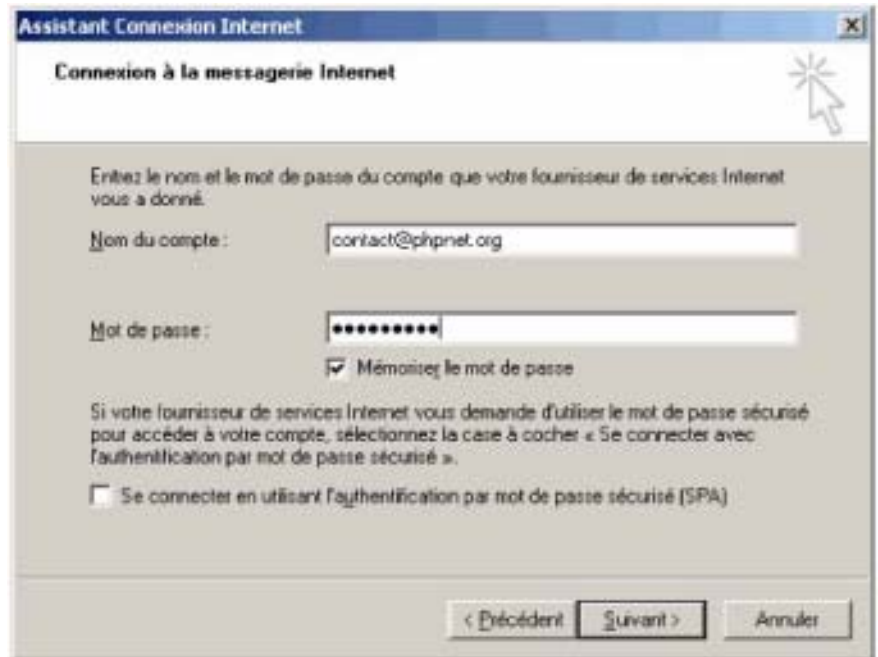 Assistant Connexion Internet
Connexion à la messagerie Internet
Entrez le nom et le mot de passe du compte que votre fournisseur de services Internet
vous a donné.
Nom du compte : contact@phpnet.org
Mot de passe : •••••••••
Mémoriser le mot de passe
Si votre fournisseur de services Internet vous demande d'utiliser le mot de passe sécurisé
pour accéder à votre compte, sélectionnez la case à cocher « Se connecter avec
l'authentification par mot de passe sécurisé ».
Se connecter en utilisant l'authentification par mot de passe sécurisé (SPA)
< Précédent Suivant > Annuler